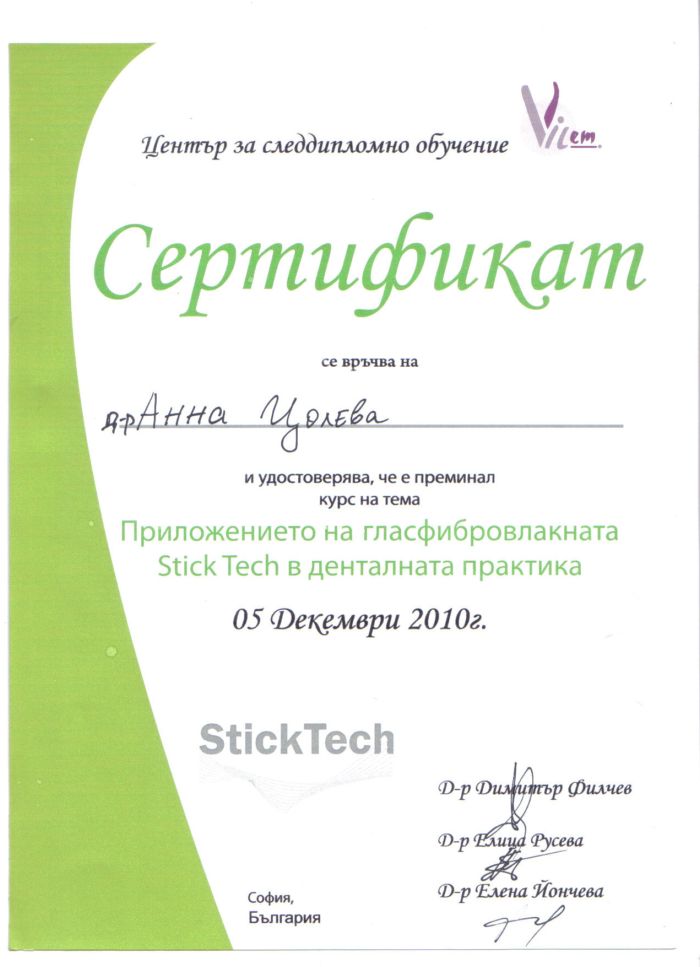 Център за следдипломно обучение
Viiem
Сертификат
се връчва на
д-р Анна Цолева
и удостоверява, че е преминал
курс на тема
Приложението на гласфибровлакната
Stick Tech в денталната практика
05 Декември 2010г.
StickTech
Д-р Димитър Филчев
Д-р Елица Русева
Д-р Елена Йончева
София,
България